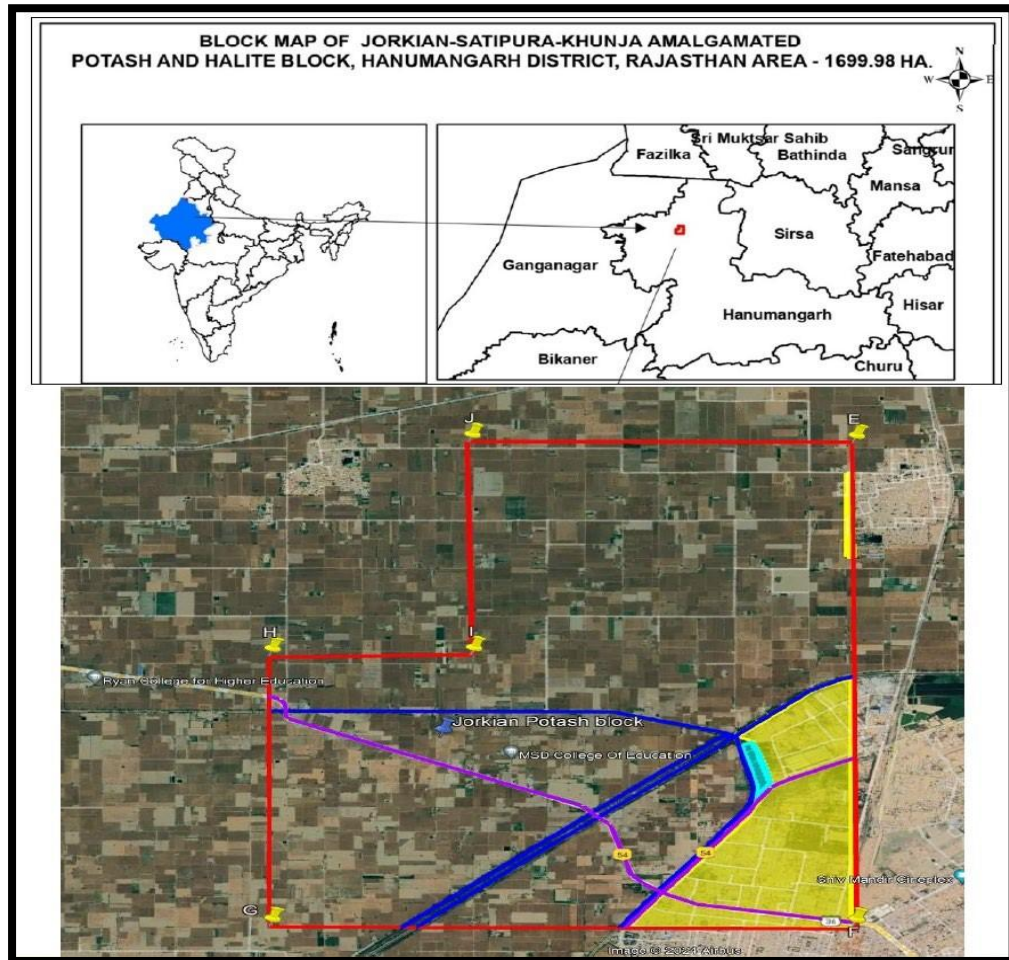 BLOCK MAP OF JORKIAN-SATIPURA-KHUNJA AMALGAMATED
POTASH AND HALITE BLOCK, HANUMANGARH DISTRICT, RAJASTHAN AREA - 1699.98 HA.
N
W
E
S
Sri Muktsar Sahib
Fazilka
Bathinda
Sangrur
Mansa
Sirsa
Ganganagar
Fatehabad
Hisar
Hanumangarh
Bikaner
Churu
J
E
H
I
Ryan College for Higher Education
Jorkian Potash block
MSD College Of Education
54
54
Shiv Mandir Cineplex
G
F
Image © 2021 Airbus